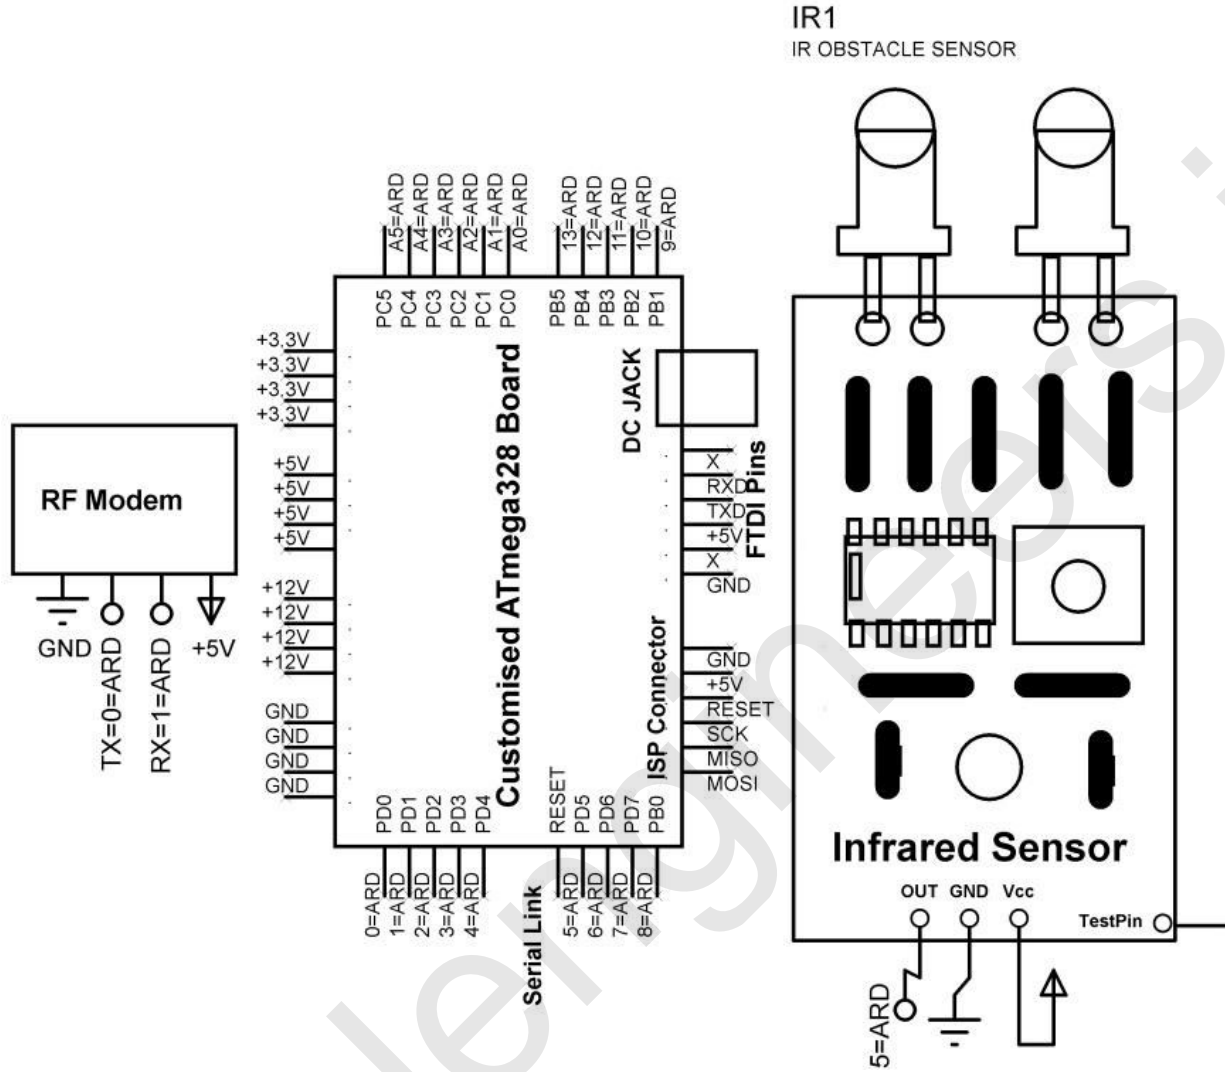 IR1
IR OBSTACLE SENSOR
A5=ARD
A4=ARD
A3=ARD
A2=ARD
A1=ARD
A0=ARD
13=ARD
12=ARD
11=ARD
10=ARD
9=ARD
PC5
PC4
PC3
PC2
PC1
PC0
PB5
PB4
PB3
PB2
PB1
+3.3V
+3.3V
+3.3V
+3.3V
+5V
+5V
+5V
+5V
+12V
+12V
+12V
+12V
GND
GND
GND
GND
Customised ATmega328 Board
DC JACK
FTDI Pins
X
RXD
TXD
+5V
X
GND
ISP Connector
GND
+5V
RESET
SCK
MISO
MOSI
PD0
PD1
PD2
PD3
PD4
RESET
PD5
PD6
PD7
PB0
0=ARD
1=ARD
2=ARD
3=ARD
4=ARD
Serial Link
5=ARD
6=ARD
7=ARD
8=ARD
RF Modem
GND
TX=0=ARD
RX=1=ARD
+5V
Infrared Sensor
OUT GND Vcc
TestPin
5=ARD
lengineers.i